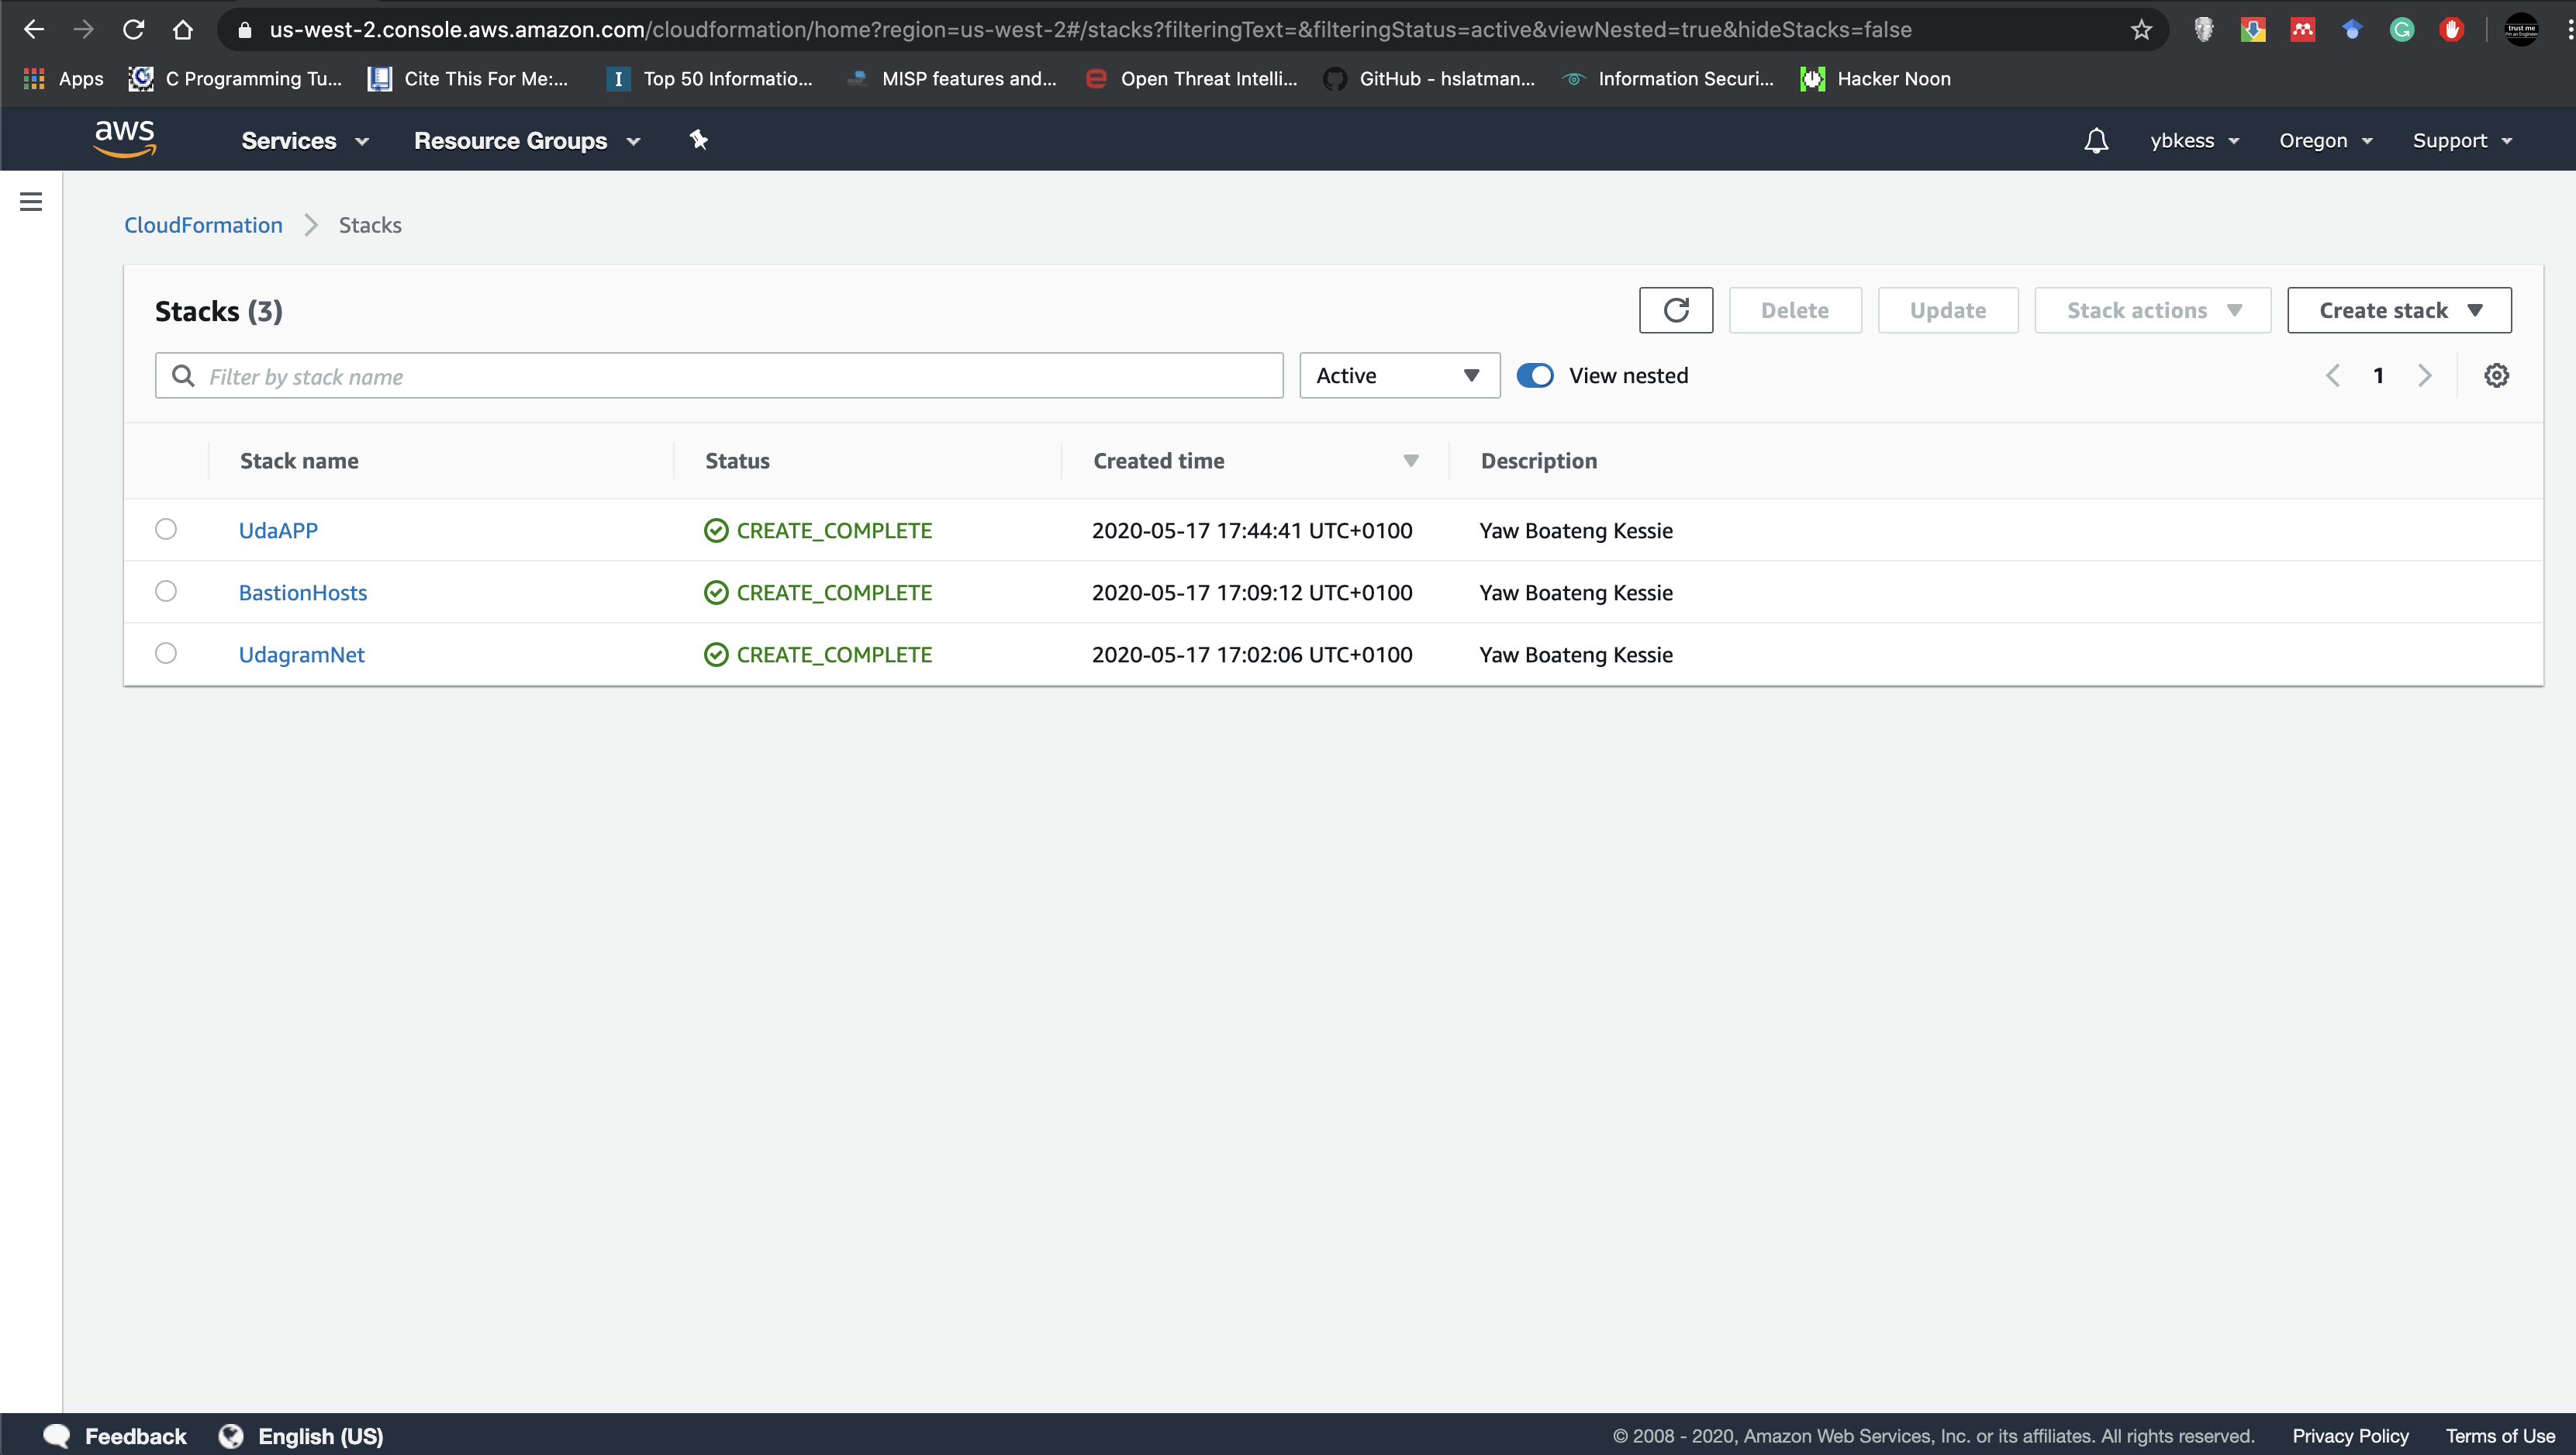 us-west-2.console.aws.amazon.com/cloudformation/home?region=us-west-2#/stacks?filteringText=&filteringStatus=active&viewNested=true&hideStacks=false
Apps C Programming Tu... Cite This For Me:... Top 50 Informatio... MISP features and... Open Threat Intelli... GitHub - hslatman... Information Securi... Hacker Noon
aws Services Resource Groups ybkess Oregon Support
CloudFormation Stacks
Stacks (3) Delete Update Stack actions Create stack
Filter by stack name Active View nested 1
Stack name Status Created time Description
UdaAPP CREATE_COMPLETE 2020-05-17 17:44:41 UTC+0100 Yaw Boateng Kessie
BastionHosts CREATE_COMPLETE 2020-05-17 17:09:12 UTC+0100 Yaw Boateng Kessie
UdagramNet CREATE_COMPLETE 2020-05-17 17:02:06 UTC+0100 Yaw Boateng Kessie
Feedback English (US) © 2008 - 2020, Amazon Web Services, Inc. or its affiliates. All rights reserved. Privacy Policy Terms of Use